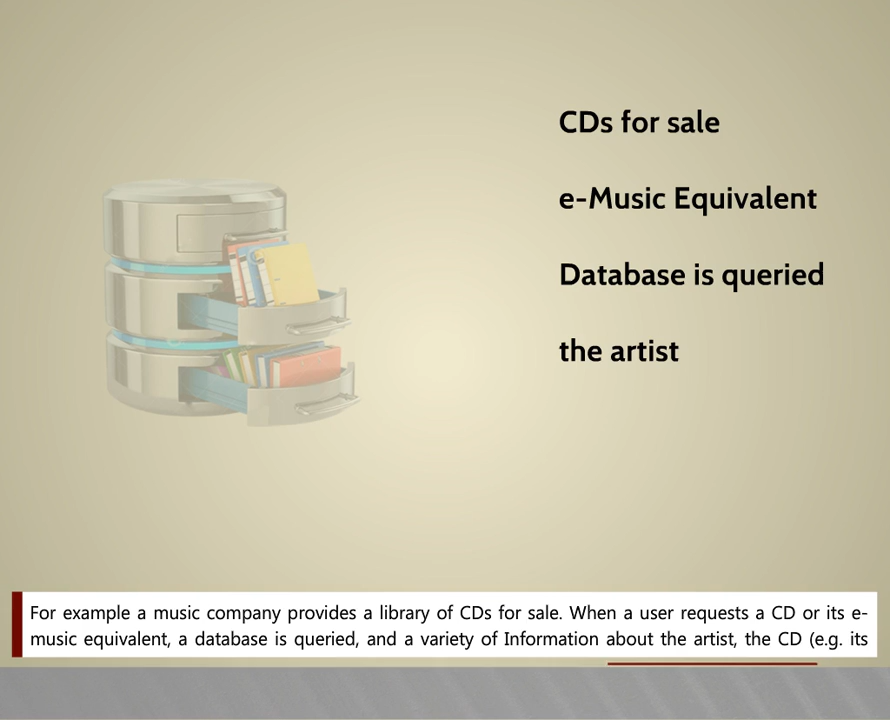 CDs for sale
e-Music Equivalent
Database is queried
the artist
For example a music company provides a library of CDs for sale. When a user requests a CD or its e-
music equivalent, a database is queried, and a variety of Information about the artist, the CD (e.g. its